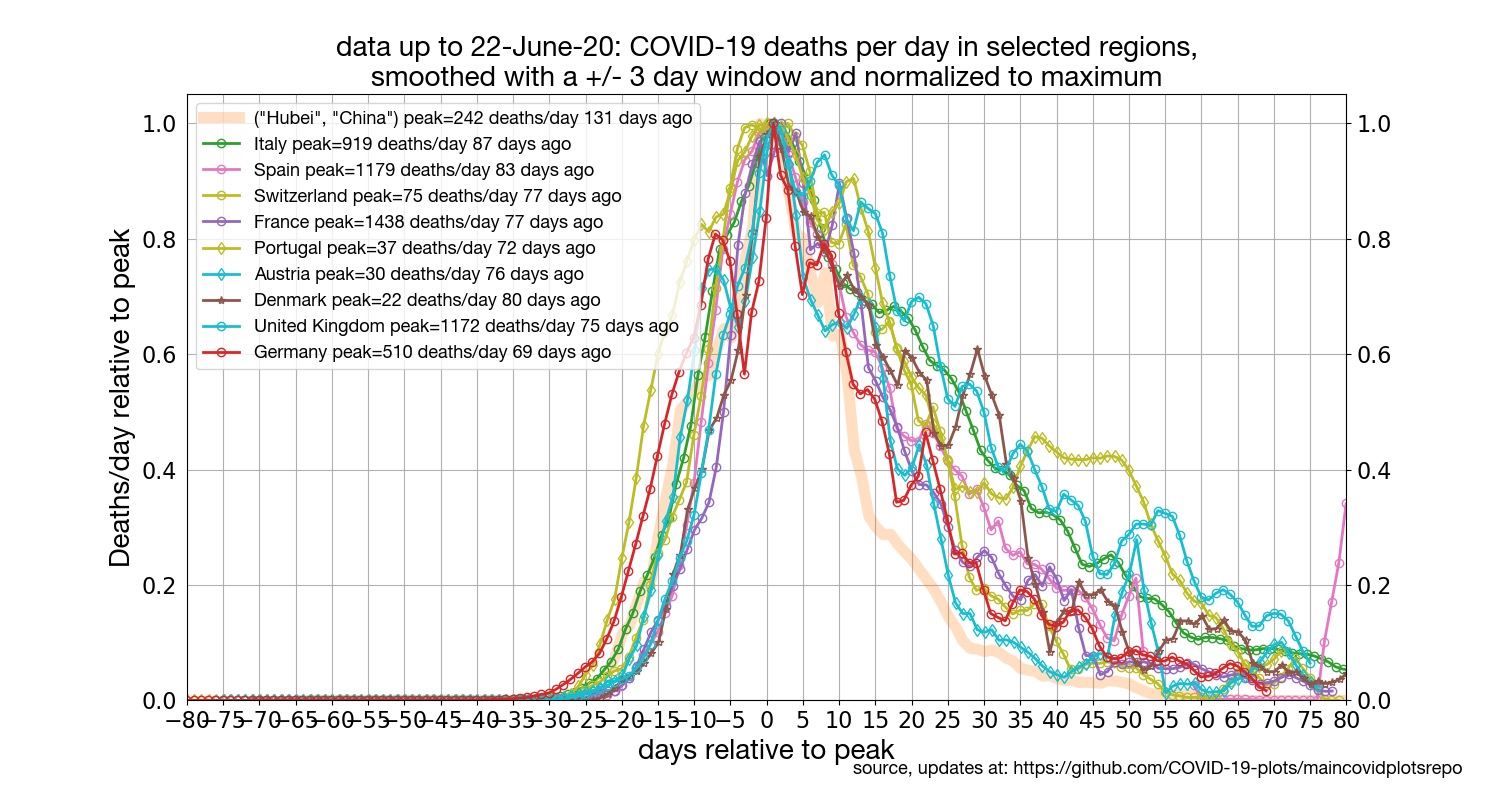 data up to 22-June-20: COVID-19 deaths per day in selected regions,
smoothed with a +/- 3 day window and normalized to maximum
("Hubei", "China") peak=242 deaths/day 131 days ago
Italy peak=919 deaths/day 87 days ago
Spain peak=1179 deaths/day 83 days ago
Switzerland peak=75 deaths/day 77 days ago
France peak=1438 deaths/day 77 days ago
Portugal peak=37 deaths/day 72 days ago
Austria peak=30 deaths/day 76 days ago
Denmark peak=22 deaths/day 80 days ago
United Kingdom peak=1172 deaths/day 75 days ago
Germany peak=510 deaths/day 69 days ago
Deaths/day relative to peak
1.0
0.8
0.6
0.4
0.2
0.0
1.0
0.8
0.6
0.4
0.2
0.0
−80 −75 −70 −65 −60 −55 −50 −45 −40 −35 −30 −25 −20 −15 −10 −5 0 5 10 15 20 25 30 35 40 45 50 55 60 65 70 75 80
days relative to peak
source, updates at: https://github.com/COVID-19-plots/maincovidplotsrepo